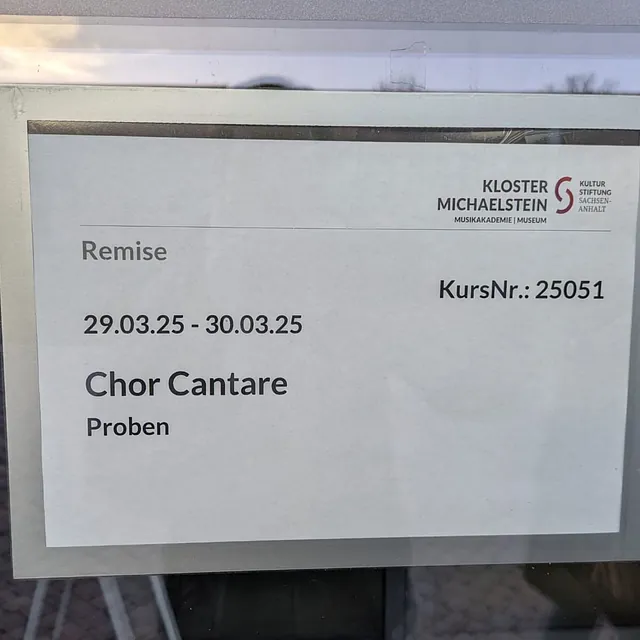 KLOSTER
MICHAELSTEIN
MUSIKAKADEMIE | MUSEUM
KULTUR
STIFTUNG
SACHSEN-
ANHALT
Remise
KursNr.: 25051
29.03.25 - 30.03.25
Chor Cantare
Proben